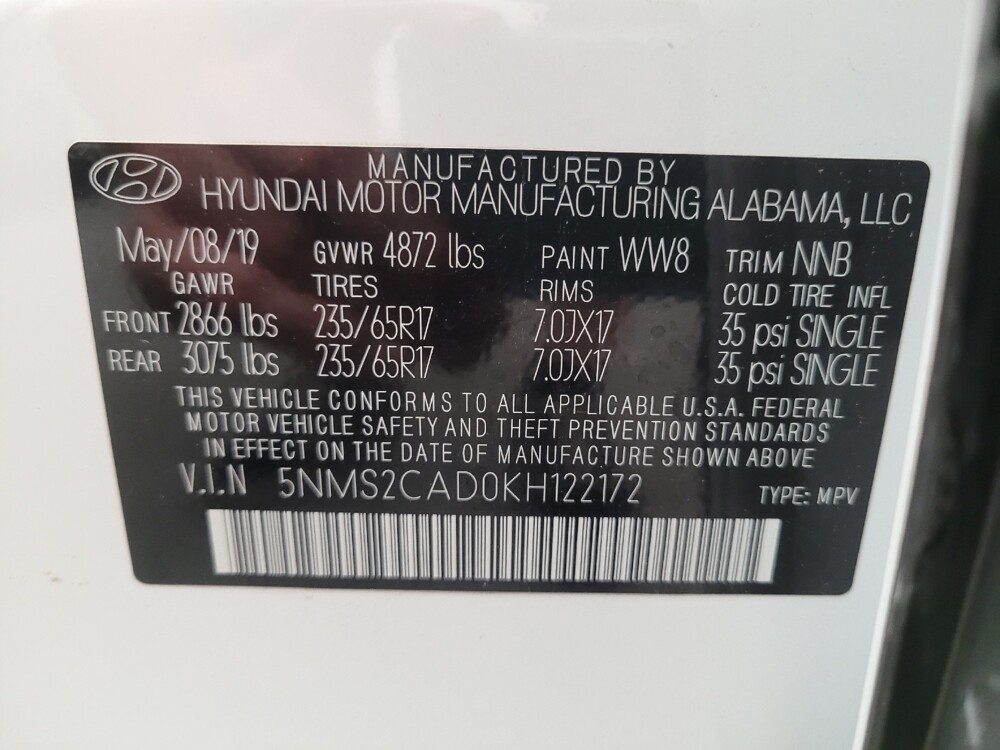 MANUFACTURED BY
HYUNDAI MOTOR MANUFACTURING ALABAMA, LLC
May/08/19 GVWR 4872 lbs PAINT WW8 TRIM NNB
GAWR TIRES RIMS COLD TIRE INFL
FRONT 2866 lbs 235/65R17 7.0JX17 35 psi SINGLE
REAR 3075 lbs 235/65R17 7.0JX17 35 psi SINGLE
THIS VEHICLE CONFORMS TO ALL APPLICABLE U.S.A. FEDERAL
MOTOR VEHICLE SAFETY AND THEFT PREVENTION STANDARDS
IN EFFECT ON THE DATE OF MANUFACTURE SHOWN ABOVE
V.I.N 5NMS2CAD0KH122172 TYPE: MPV